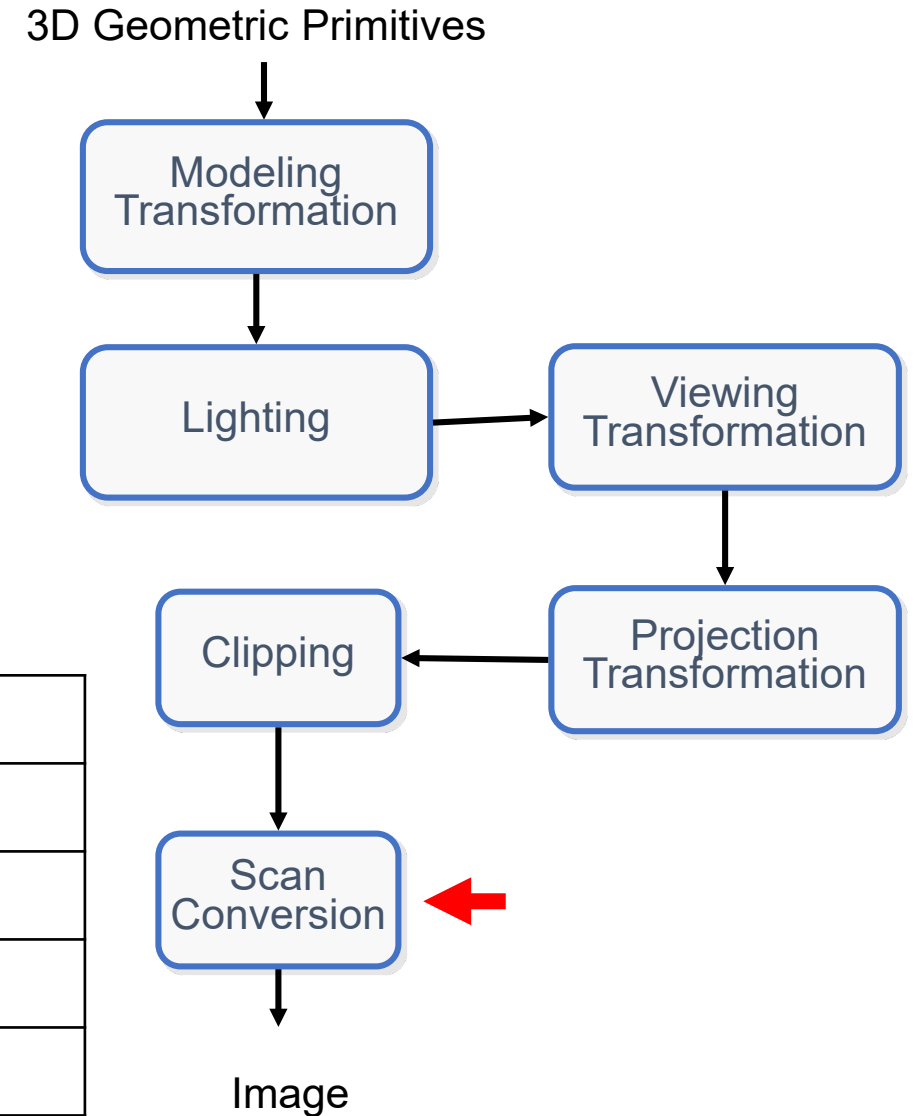 3D Geometric Primitives
Modeling
Transformation
Lighting
Viewing
Transformation
Projection
Transformation
Clipping
Scan
Conversion
Image